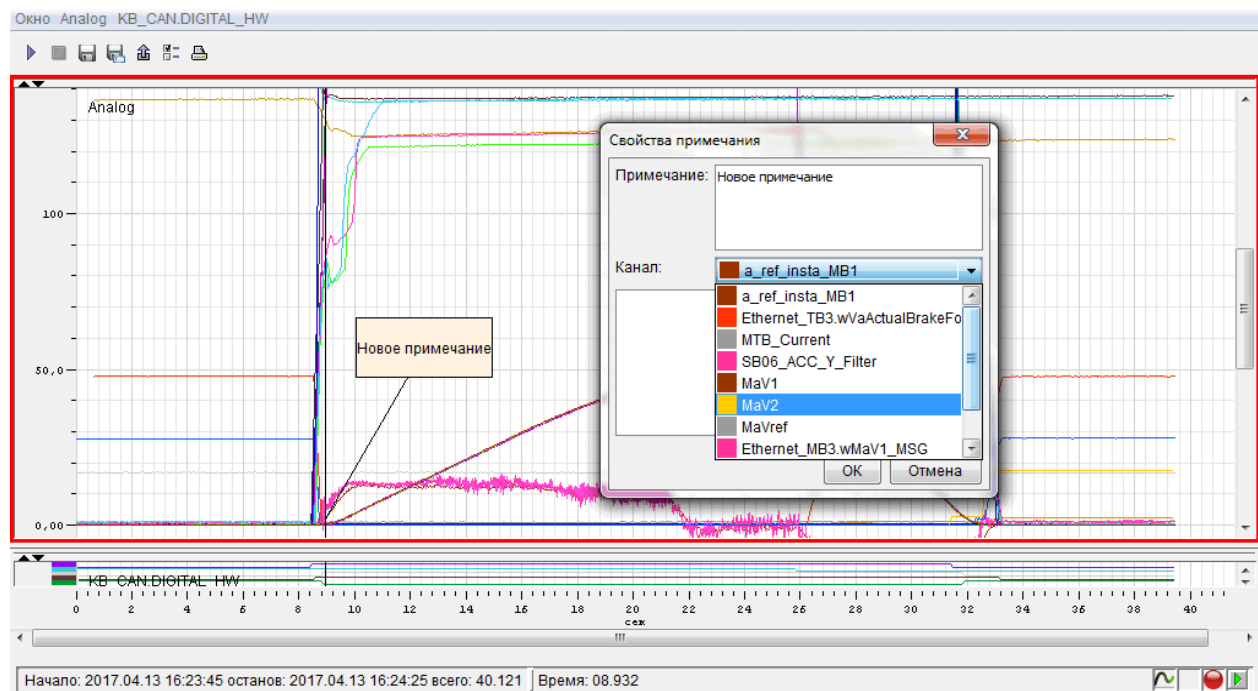 Окно Analog KB_CAN.DIGITAL_HW
Analog
100
50,0
0,00
Новое примечание
Свойства примечания
Примечание:
Новое примечание
Канал:
a_ref_insta_MB1
a_ref_insta_MB1
Ethernet_TB3.wVaActualBrakeFo
MTB_Current
SB06_ACC_Y_Filter
MaV1
MaV2
MaVref
Ethernet_MB3.wMaV1_MSG
OK Отмена
KB_CAN.DIGITAL_HW
0 2 4 6 8 10 12 14 16 18 20 22 24 26 28 30 32 34 36 38 40
сек
Начало: 2017.04.13 16:23:45 останов: 2017.04.13 16:24:25 всего: 40.121 Время: 08.932